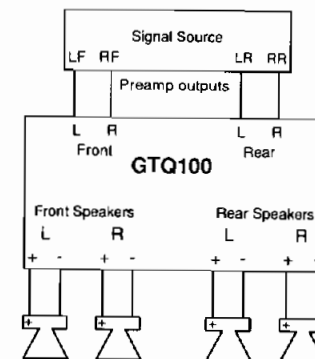 Signal Source
LF RF LR RR
Preamp outputs
L R L R
Front Rear
GTQ100
Front Speakers Rear Speakers
L R L R
+ - + - + - +
+ + + +